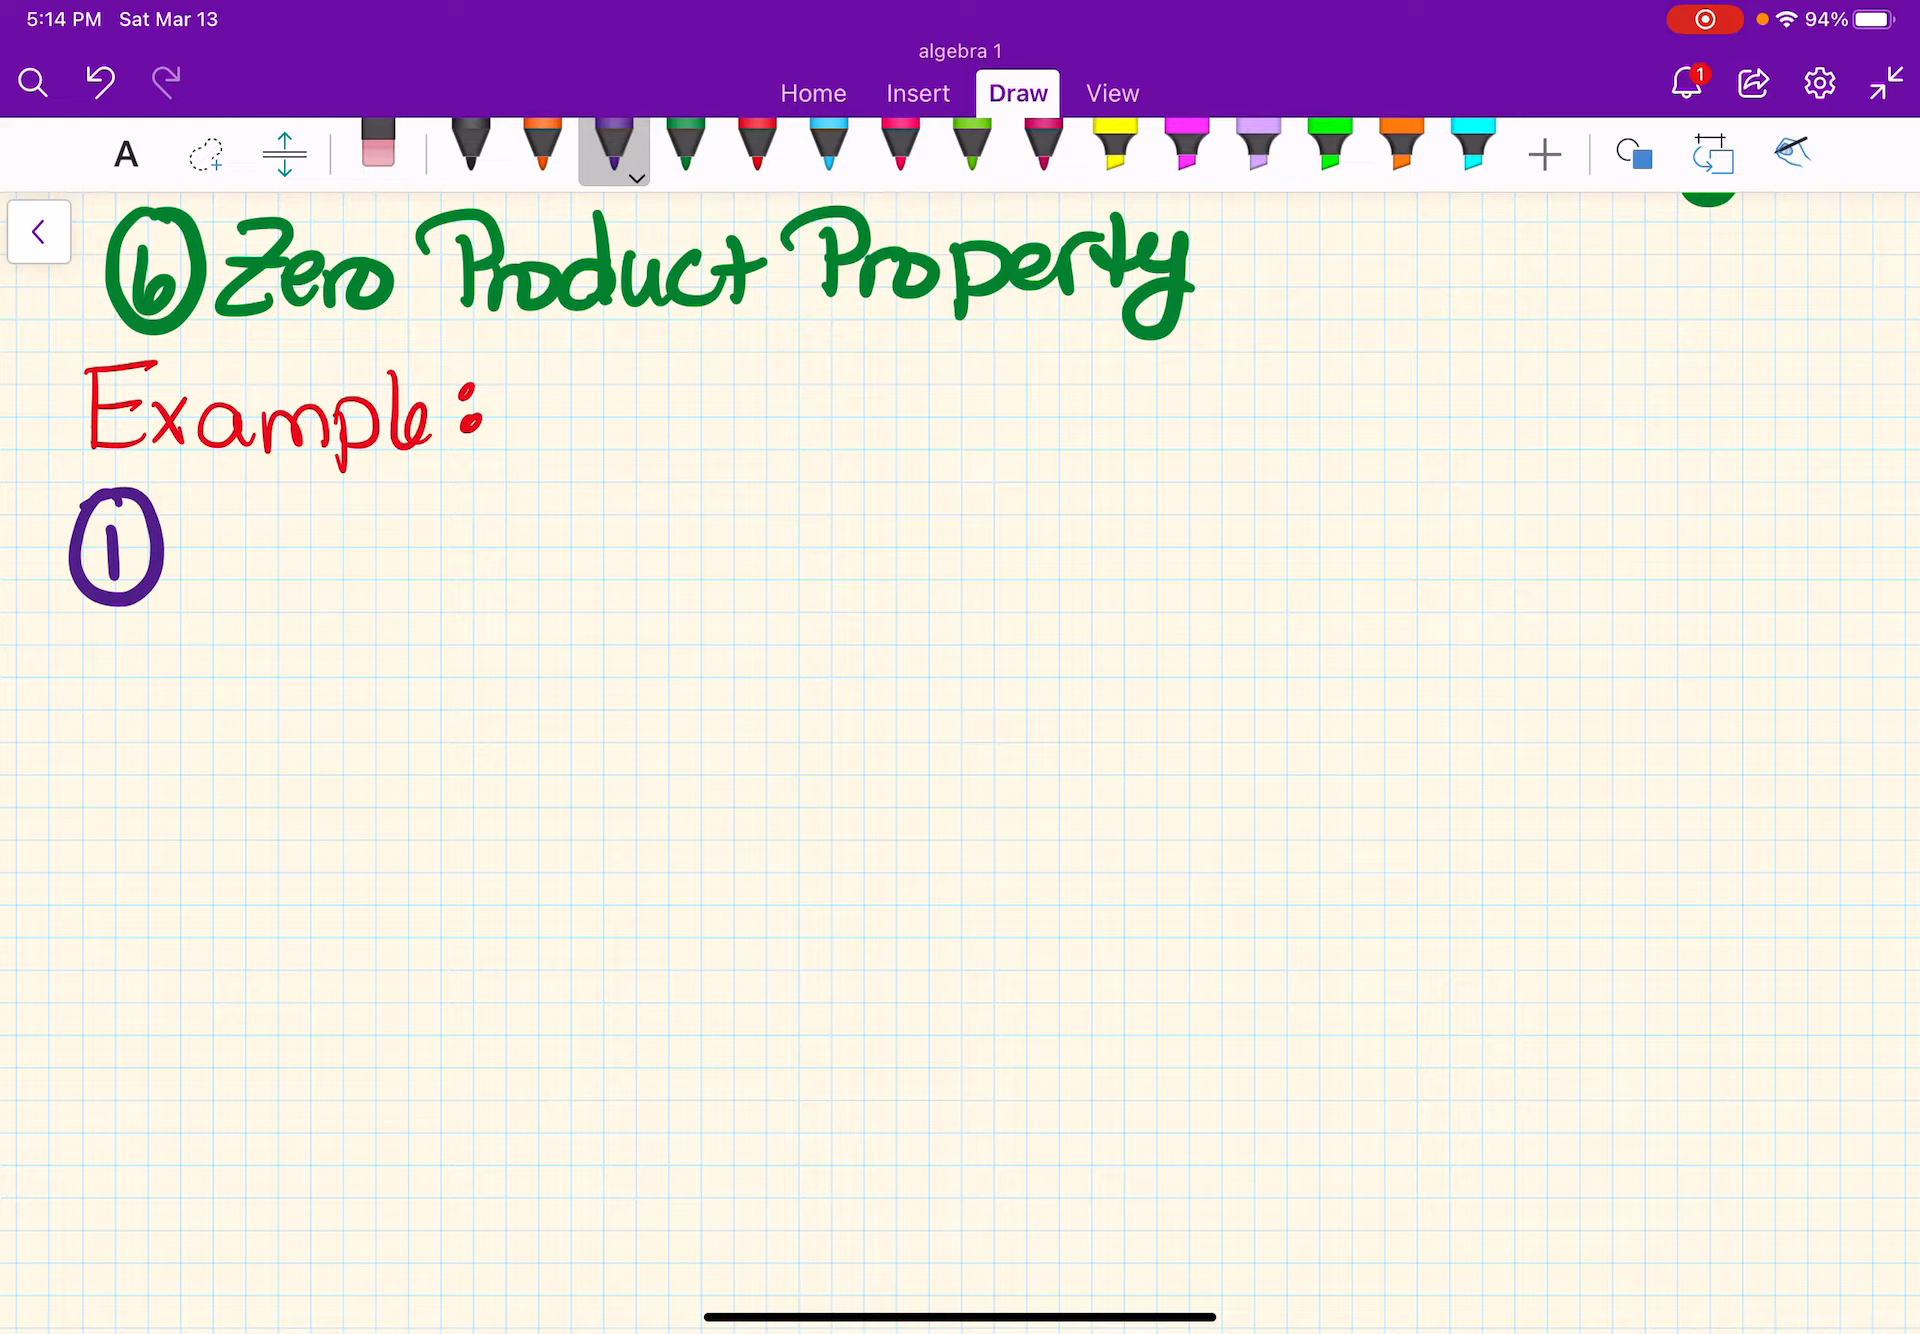 5:14 PM Sat Mar 13
94%
algebra 1
Home Insert Draw View
1
A
6 Zero Product Property
Example:
1